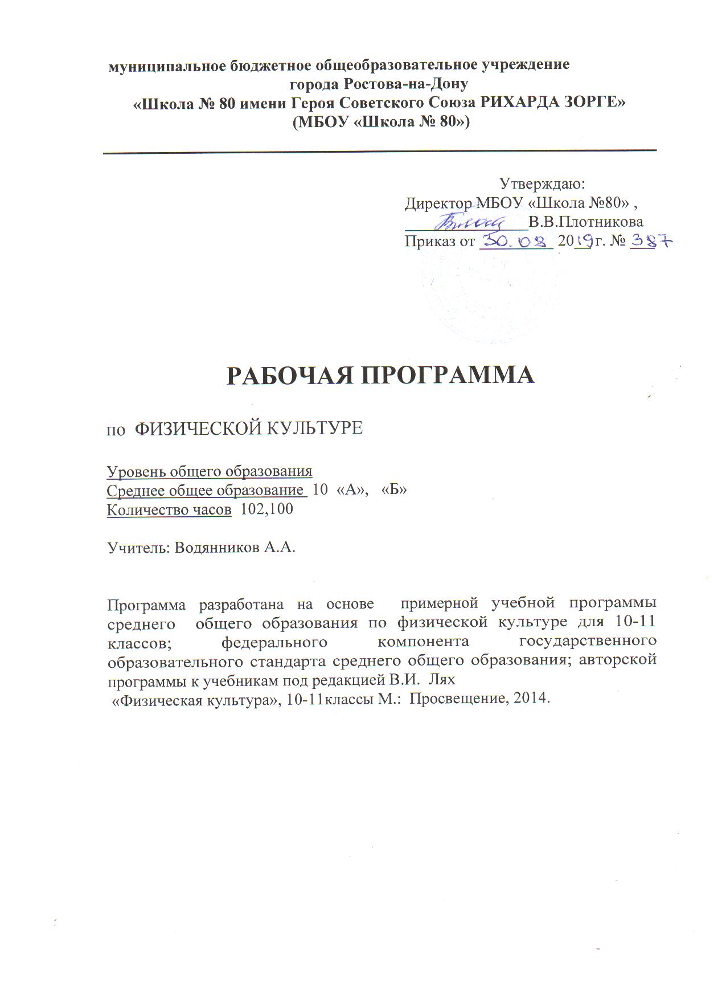 муниципальное бюджетное общеобразовательное учреждение
города Ростова-на-Дону
«Школа № 80 имени Героя Советского Союза РИХАРДА ЗОРГЕ»
(МБОУ «Школа № 80»)
Утверждаю:
Директор МБОУ «Школа №80» ,
В.В.Плотникова
Приказ от 30.08 2019г. № 387
РАБОЧАЯ ПРОГРАММА
по ФИЗИЧЕСКОЙ КУЛЬТУРЕ
Уровень общего образования
Среднее общее образование 10 «А», «Б»
Количество часов 102,100
Учитель: Водянников А.А.
Программа разработана на основе примерной учебной программы
среднего общего образования по физической культуре для 10-11
классов; федерального компонента государственного
образовательного стандарта среднего общего образования; авторской
программы к учебникам под редакцией В.И. Лях
«Физическая культура», 10-11классы М.: Просвещение, 2014.